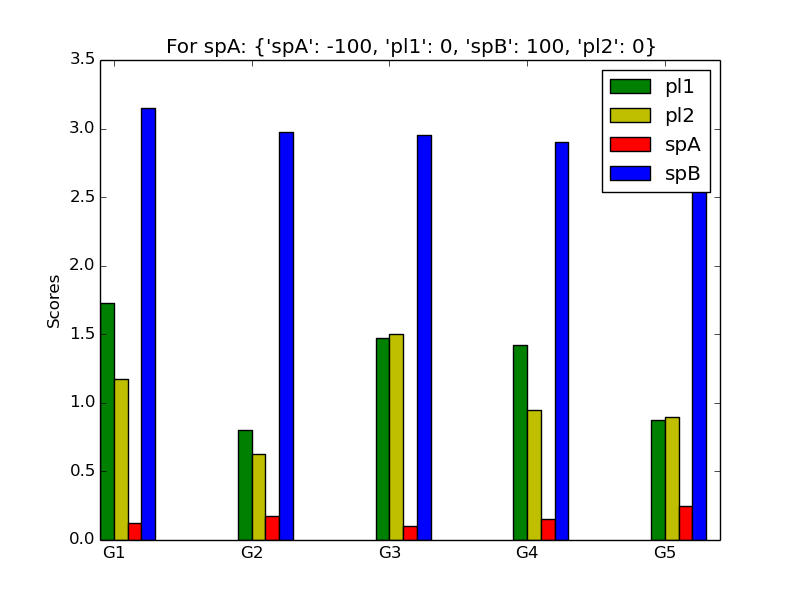 For spA: {'spA': -100, 'pl1': 0, 'spB': 100, 'pl2': 0}
3.5
3.0
2.5
2.0
1.5
1.0
0.5
0.0
Scores
pl1
pl2
spA
spB
G1 G2 G3 G4 G5